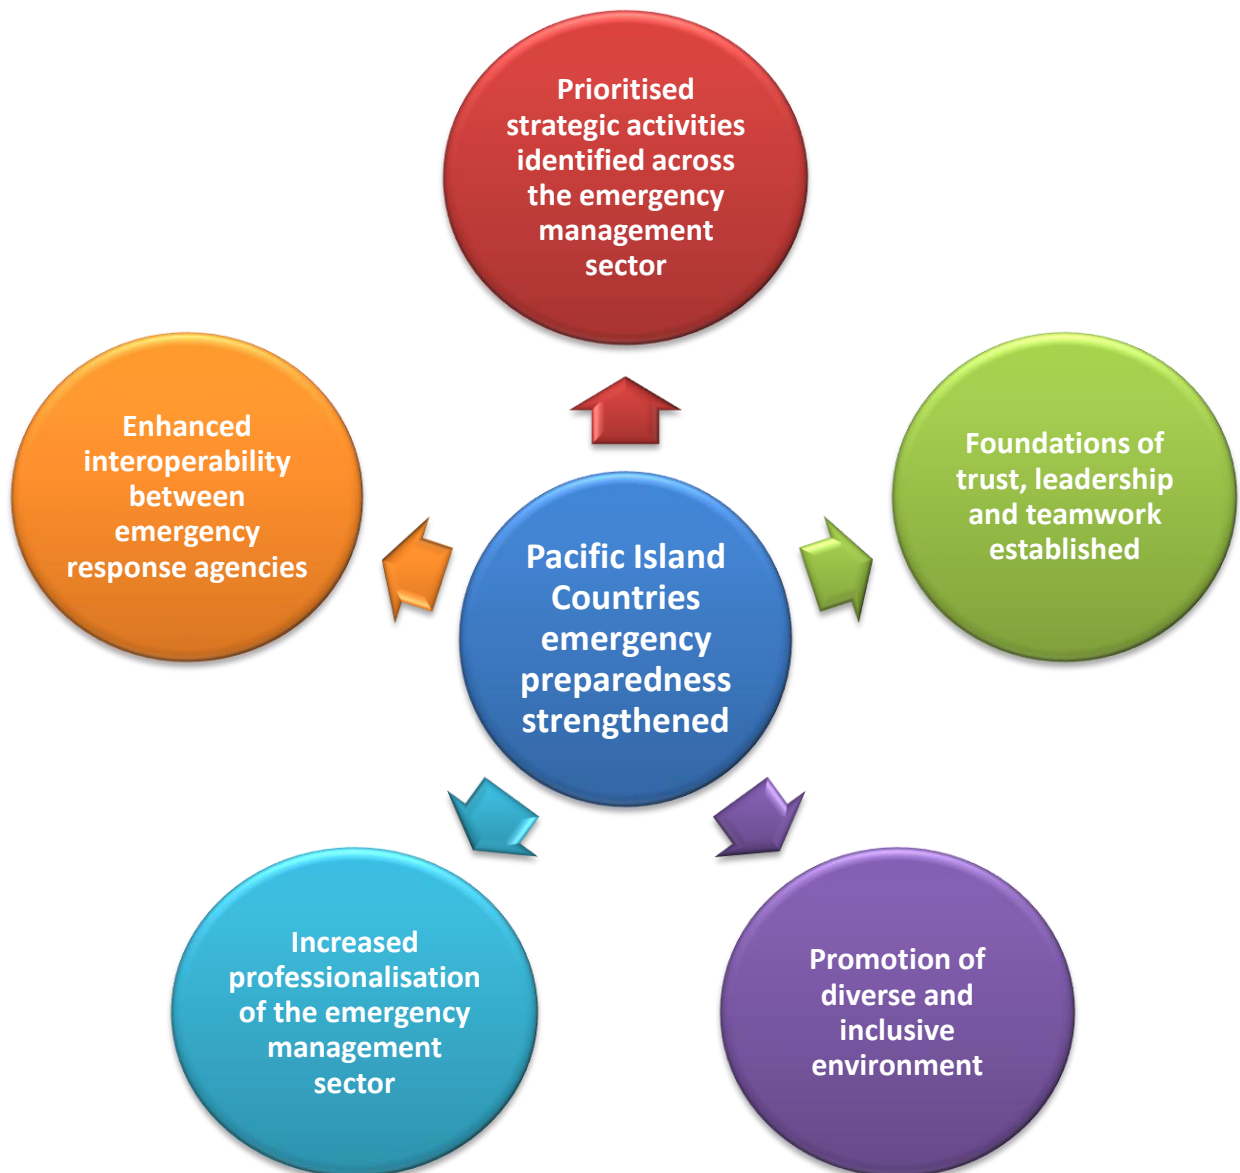 Prioritised
strategic activities
identified across
the emergency
management
sector
Enhanced
interoperability
between
emergency
response agencies
Foundations of
trust, leadership
and teamwork
established
Pacific Island
Countries
emergency
preparedness
strengthened
Increased
professionalisation
of the emergency
management
sector
Promotion of
diverse and
inclusive
environment